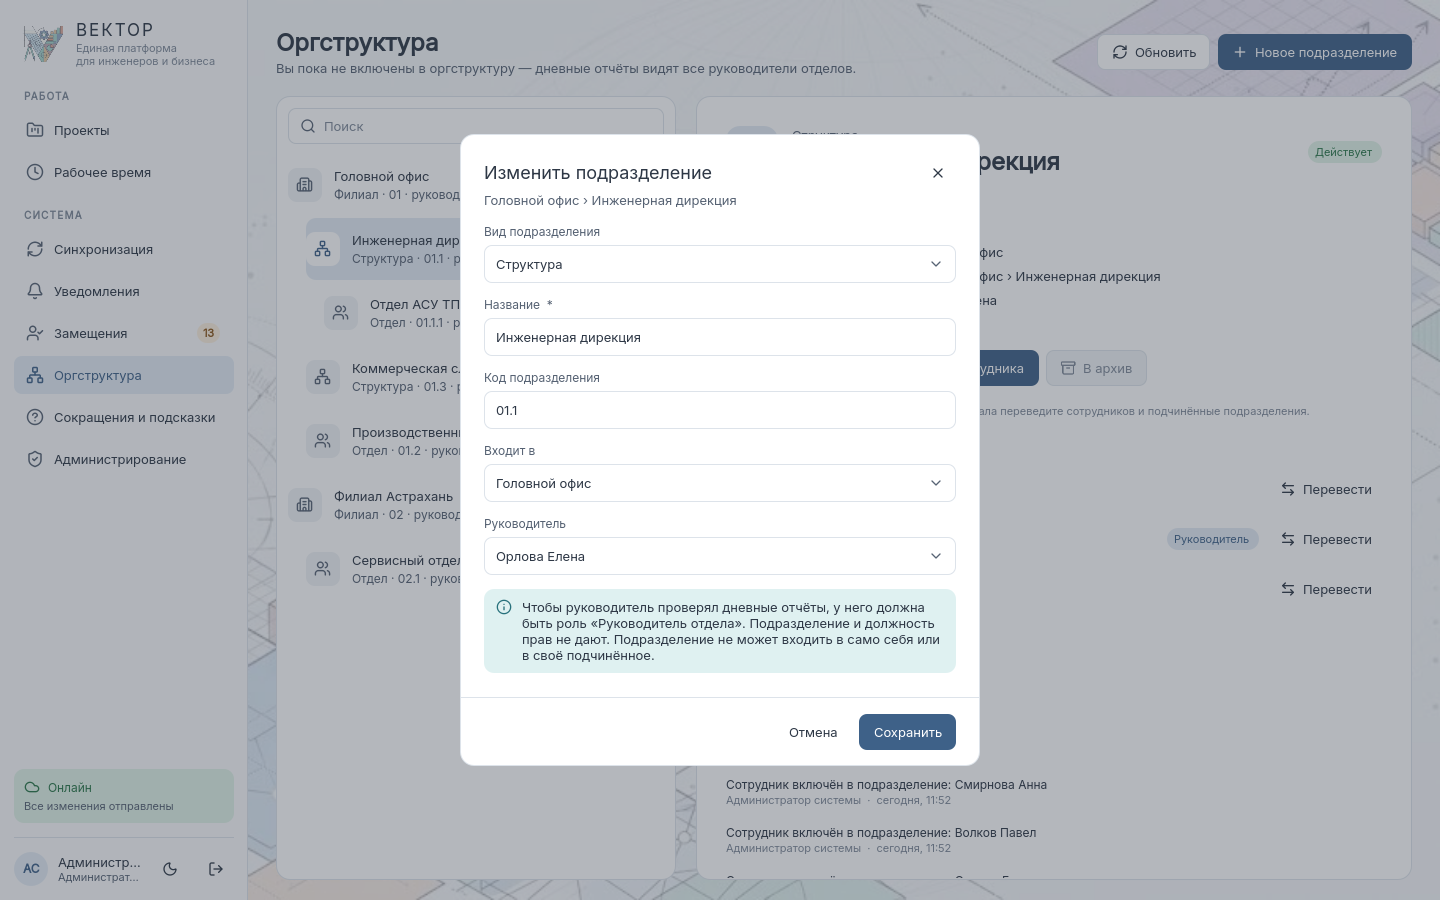 ВЕКТОР
Единая платформа
для инженеров и бизнеса
РАБОТА
Проекты
Рабочее время
СИСТЕМА
Синхронизация
Уведомления
Замещения 13
Оргструктура
Сокращения и подсказки
Администрирование
Онлайн
Все изменения отправлены
АС
Администр...
Администрат...
Оргструктура
Вы пока не включены в оргструктуру — дневные отчёты видят все руководители отделов.
Обновить
Новое подразделение
Поиск
Головной офис
Филиал · 01 · руковод
Инженерная дир
Структура · 01.1 · р
Отдел АСУ ТП
Отдел · 01.1.1 · р
Коммерческая с
Структура · 01.3 ·
Производственн
Отдел · 01.2 · руко
Филиал Астрахань
Филиал · 02 · руковод
Сервисный отдел
Отдел · 02.1 · руков
Изменить подразделение
Головной офис › Инженерная дирекция
Вид подразделения
Структура
Название *
Инженерная дирекция
Код подразделения
01.1
Входит в
Головной офис
Руководитель
Орлова Елена
Чтобы руководитель проверял дневные отчёты, у него должна
быть роль «Руководитель отдела». Подразделение и должность
прав не дают. Подразделение не может входить в само себя или
в своё подчинённое.
Отмена
Сохранить
рекция
Действует
фис
фис › Инженерная дирекция
ена
удника
В архив
ала переведите сотрудников и подчинённые подразделения.
Перевести
Руководитель
Перевести
Перевести
Сотрудник включён в подразделение: Смирнова Анна
Администратор системы · сегодня, 11:52
Сотрудник включён в подразделение: Волков Павел
Администратор системы · сегодня, 11:52